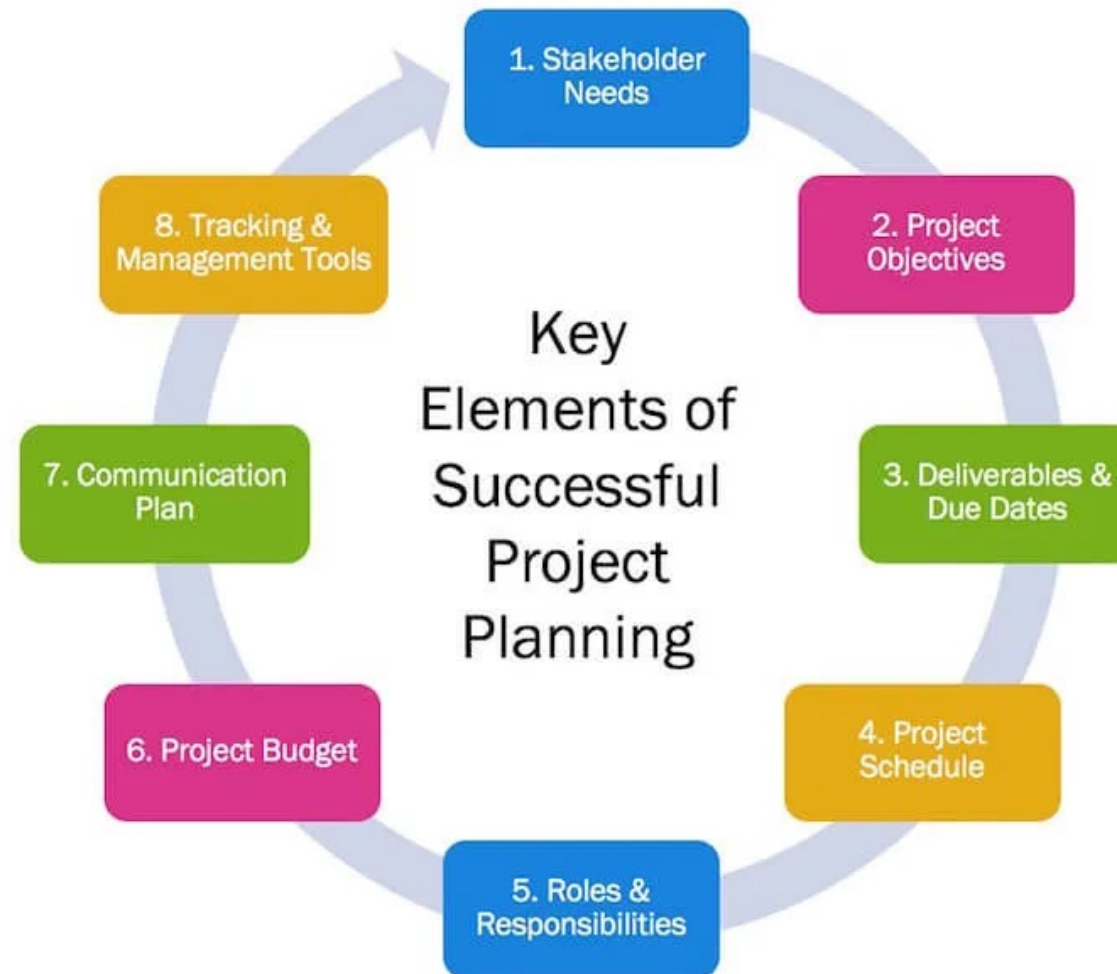 1. Stakeholder
Needs
2. Project
Objectives
3. Deliverables &
Due Dates
4. Project
Schedule
5. Roles &
Responsibilities
6. Project Budget
7. Communication
Plan
8. Tracking &
Management Tools
Key
Elements of
Successful
Project
Planning